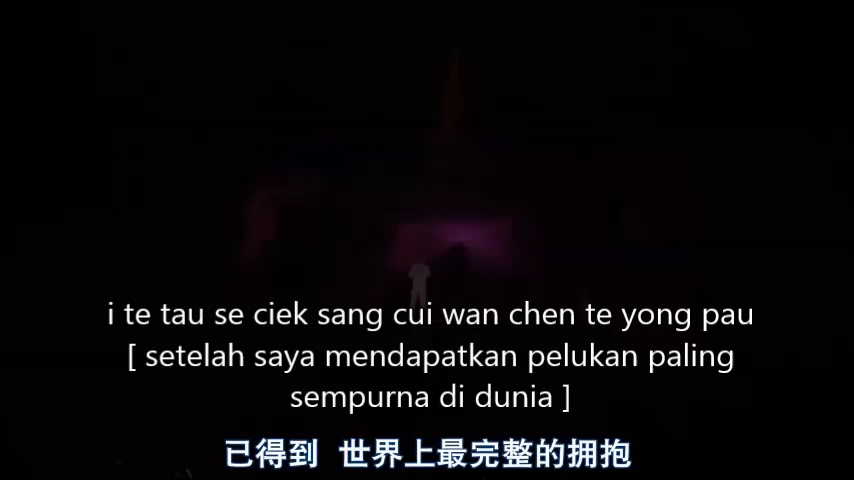 i te tau se ciek sang cui wan chen te yong pau
[ setelah saya mendapatkan pelukan paling
sempurna di dunia ]
已得到 世界上最完整的拥抱